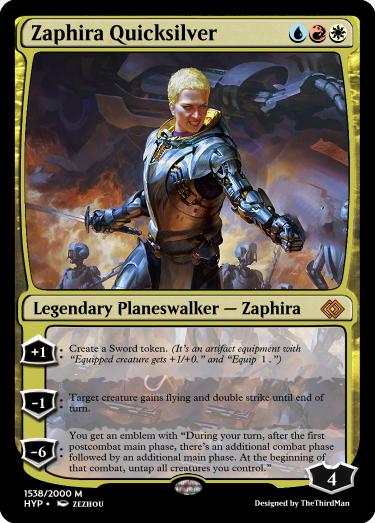 Zaphira Quicksilver
Legendary Planeswalker — Zaphira
+1
: Create a Sword token. (It's an artifact equipment with
"Equipped creature gets +1/+0." and "Equip 1.")
-1
: Target creature gains flying and double strike until end of
turn.
-6
: You get an emblem with "During your turn, after the first
postcombat main phase, there's an additional combat phase
followed by an additional main phase. At the beginning of
that combat, untap all creatures you control."
4
1538/2000 M
HYP • ZEZHOU
Designed by TheThirdMan